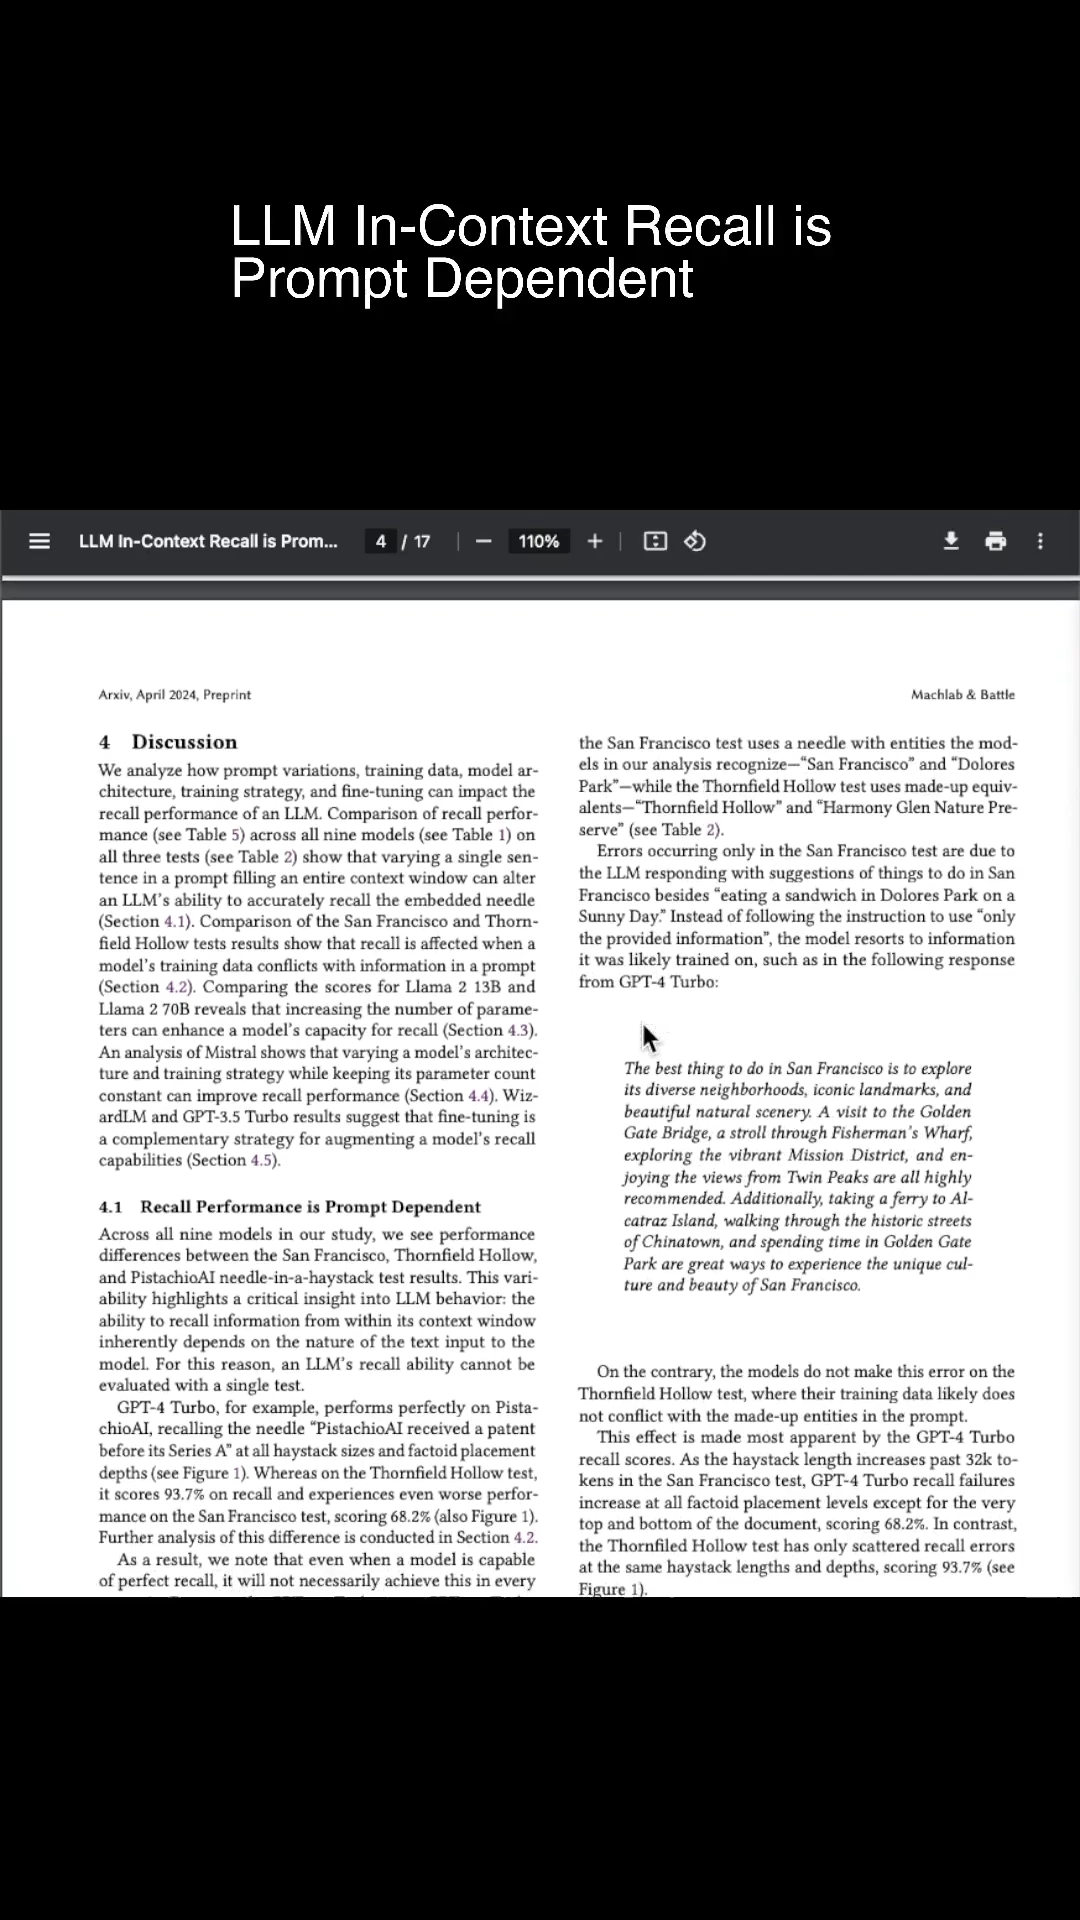 LLM In-Context Recall is
Prompt Dependent
LLM In-Context Recall is Prom...
4 / 17
110%
Arxiv, April 2024, Preprint
Machlab & Battle
4 Discussion
We analyze how prompt variations, training data, model ar-
chitecture, training strategy, and fine-tuning can impact the
recall performance of an LLM. Comparison of recall perfor-
mance (see Table 5) across all nine models (see Table 1) on
all three tests (see Table 2) show that varying a single sen-
tence in a prompt filling an entire context window can alter
an LLM's ability to accurately recall the embedded needle
(Section 4.1). Comparison of the San Francisco and Thorn-
field Hollow tests results show that recall is affected when a
model's training data conflicts with information in a prompt
(Section 4.2). Comparing the scores for Llama 2 13B and
Llama 2 70B reveals that increasing the number of parame-
ters can enhance a model's capacity for recall (Section 4.3).
An analysis of Mistral shows that varying a model's architec-
ture and training strategy while keeping its parameter count
constant can improve recall performance (Section 4.4). Wiz-
ardLM and GPT-3.5 Turbo results suggest that fine-tuning is
a complementary strategy for augmenting a model's recall
capabilities (Section 4.5).
4.1 Recall Performance is Prompt Dependent
Across all nine models in our study, we see performance
differences between the San Francisco, Thornfield Hollow,
and PistachioAI needle-in-a-haystack test results. This vari-
ability highlights a critical insight into LLM behavior: the
ability to recall information from within its context window
inherently depends on the nature of the text input to the
model. For this reason, an LLM's recall ability cannot be
evaluated with a single test.
GPT-4 Turbo, for example, performs perfectly on Pista-
chioAI, recalling the needle “PistachioAI received a patent
before its Series A” at all haystack sizes and factoid placement
depths (see Figure 1). Whereas on the Thornfield Hollow test,
it scores 93.7% on recall and experiences even worse perfor-
mance on the San Francisco test, scoring 68.2% (also Figure 1).
Further analysis of this difference is conducted in Section 4.2.
As a result, we note that even when a model is capable
of perfect recall, it will not necessarily achieve this in every
the San Francisco test uses a needle with entities the mod-
els in our analysis recognize—“San Francisco” and “Dolores
Park”—while the Thornfield Hollow test uses made-up equiv-
alents—“Thornfield Hollow” and “Harmony Glen Nature Pre-
serve” (see Table 2).
Errors occurring only in the San Francisco test are due to
the LLM responding with suggestions of things to do in San
Francisco besides “eating a sandwich in Dolores Park on a
Sunny Day.” Instead of following the instruction to use “only
the provided information”, the model resorts to information
it was likely trained on, such as in the following response
from GPT-4 Turbo:
The best thing to do in San Francisco is to explore
its diverse neighborhoods, iconic landmarks, and
beautiful natural scenery. A visit to the Golden
Gate Bridge, a stroll through Fisherman's Wharf,
exploring the vibrant Mission District, and en-
joying the views from Twin Peaks are all highly
recommended. Additionally, taking a ferry to Al-
catraz Island, walking through the historic streets
of Chinatown, and spending time in Golden Gate
Park are great ways to experience the unique cul-
ture and beauty of San Francisco.
On the contrary, the models do not make this error on the
Thornfield Hollow test, where their training data likely does
not conflict with the made-up entities in the prompt.
This effect is made most apparent by the GPT-4 Turbo
recall scores. As the haystack length increases past 32k to-
kens in the San Francisco test, GPT-4 Turbo recall failures
increase at all factoid placement levels except for the very
top and bottom of the document, scoring 68.2%. In contrast,
the Thornfiled Hollow test has only scattered recall errors
at the same haystack lengths and depths, scoring 93.7% (see
Figure 1).